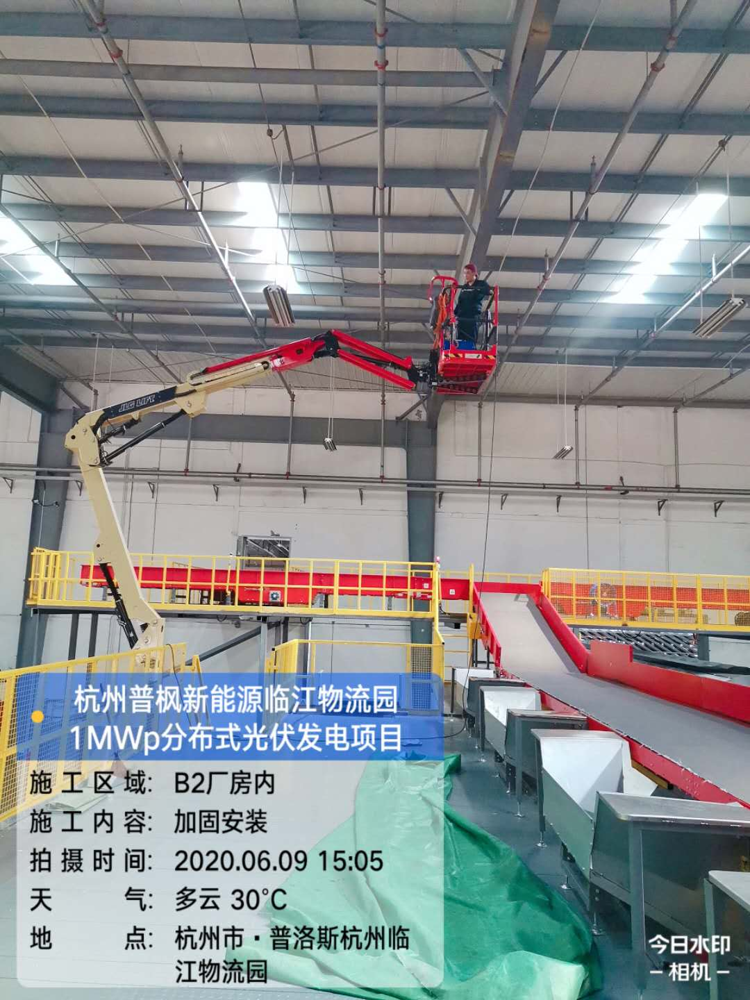 JLG LIFT
杭州普枫新能源临江物流园
1MWp分布式光伏发电项目
施工区域: B2厂房内
施工内容: 加固安装
拍摄时间: 2020.06.09 15:05
天气: 多云 30℃
地点: 杭州市·普洛斯杭州临
江物流园
今日水印
-相机-